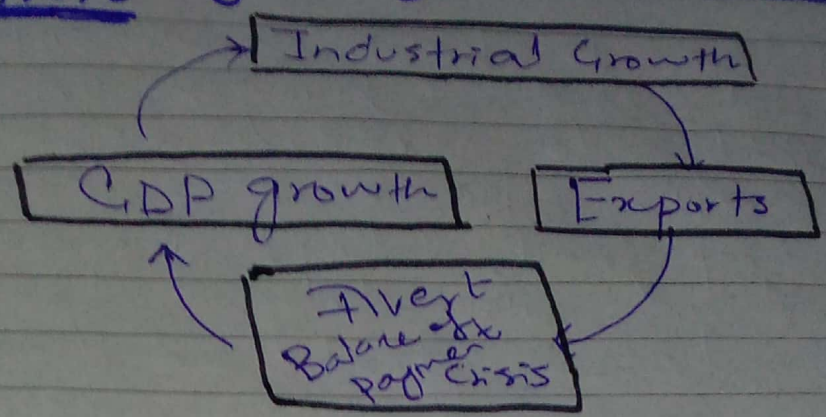 Industrial Growth
GDP growth
Exports
Avert
Balance of
payment
Crisis